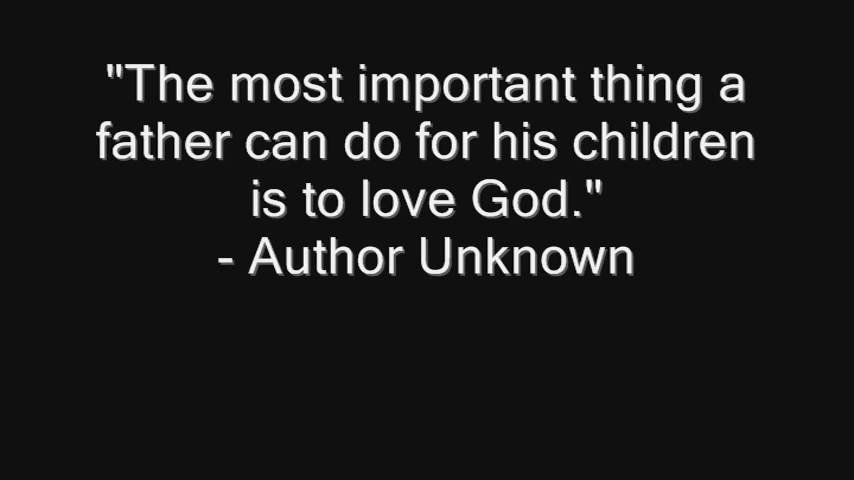 "The most important thing a
father can do for his children
is to love God."
- Author Unknown